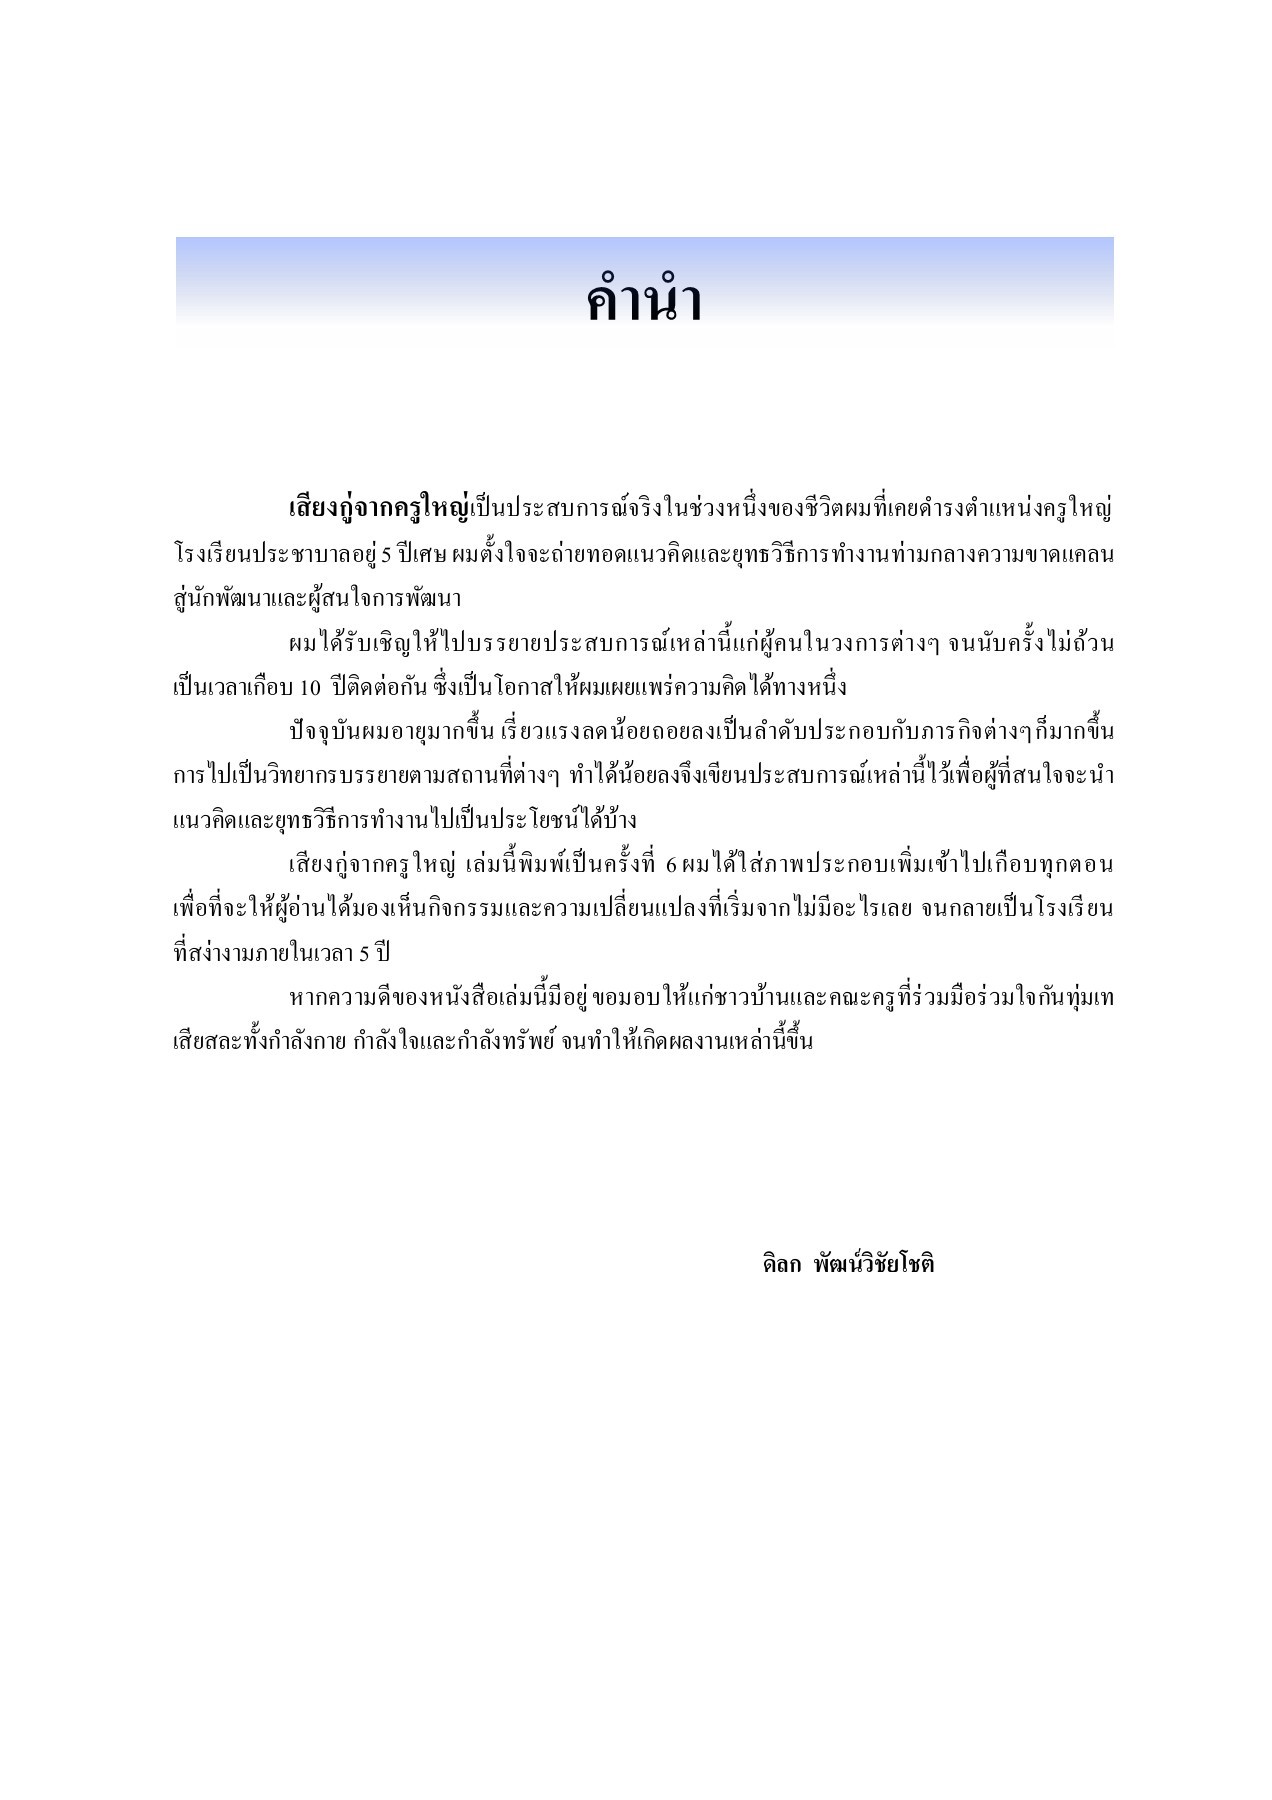 คำนำ
เสียงกู่จากครูใหญ่เป็นประสบการณ์จริงในช่วงหนึ่งของชีวิตผมที่เคยดำรงตำแหน่งครูใหญ่
โรงเรียนประชาบาลอยู่ 5 ปีเศษ ผมตั้งใจจะถ่ายทอดแนวคิดและยุทธวิธีการทำงานท่ามกลางความขาดแคลน
สู่นักพัฒนาและผู้สนใจการพัฒนา
ผมได้รับเชิญให้ไปบรรยายประสบการณ์เหล่านี้แก่ผู้คนในวงการต่างๆ จนนับครั้งไม่ถ้วน
เป็นเวลาเกือบ 10 ปีติดต่อกัน ซึ่งเป็นโอกาสให้ผมเผยแพร่ความคิดได้ทางหนึ่ง
ปัจจุบันผมอายุมากขึ้น เรี่ยวแรงลดน้อยถอยลงเป็นลำดับประกอบกับภารกิจต่างๆก็มากขึ้น
การไปเป็นวิทยากรบรรยายตามสถานที่ต่างๆ ทำได้น้อยลงจึงเขียนประสบการณ์เหล่านี้ไว้เพื่อผู้ที่สนใจจะนำ
แนวคิดและยุทธวิธีการทำงานไปเป็นประโยชน์ได้บ้าง
เสียงกู่จากครูใหญ่ เล่มนี้พิมพ์เป็นครั้งที่ 6 ผมได้ใส่ภาพประกอบเพิ่มเข้าไปเกือบทุกตอน
เพื่อที่จะให้ผู้อ่านได้มองเห็นกิจกรรมและความเปลี่ยนแปลงที่เริ่มจากไม่มีอะไรเลย จนกลายเป็นโรงเรียน
ที่สง่างามภายในเวลา 5 ปี
หากความดีของหนังสือเล่มนี้มีอยู่ ขอมอบให้แก่ชาวบ้านและคณะครูที่ร่วมมือร่วมใจกันทุ่มเท
เสียสละทั้งกำลังกาย กำลังใจและกำลังทรัพย์ จนทำให้เกิดผลงานเหล่านี้ขึ้น
ดิลก พัฒน์วิชัยโชติ